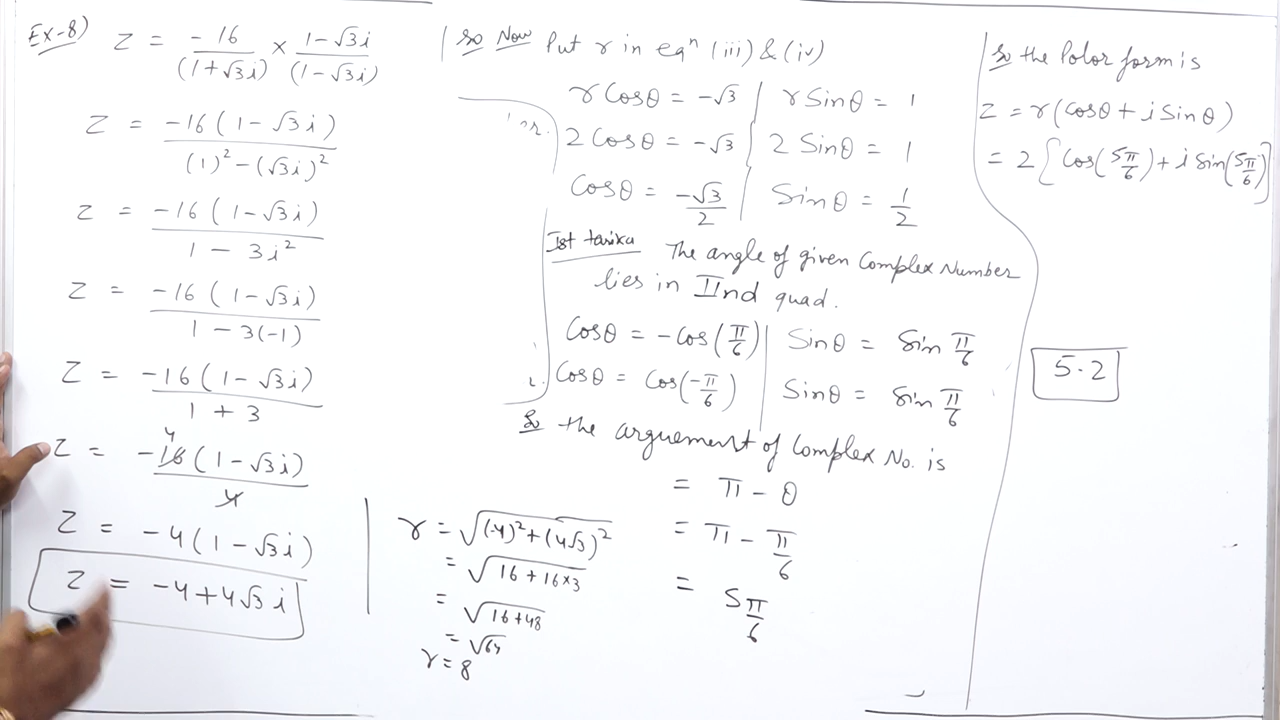 Ex-8) Z = -16/(1+√3i) × (1-√3i)/(1-√3i)
Z = -16(1-√3i)/((1)²-(√3i)²)
Z = -16(1-√3i)/(1 - 3i²)
Z = -16(1-√3i)/(1 - 3(-1))
Z = -16(1-√3i)/(1 + 3)
Z = -16(1-√3i)/4
4
Z = -4(1-√3i)
Z = -4+4√3i
r = √((-4)²+(4√3)²)
= √(16+16×3)
= √(16+48)
= √64
r = 8
So Now Put r in eqⁿ (iii) & (iv)
r Cosθ = -√3 | r Sinθ = 1
2 Cosθ = -√3 | 2 Sinθ = 1
Cosθ = -√3/2 | Sinθ = 1/2
Ist tarika The angle of given Complex Number
lies in IInd quad.
Cosθ = -Cos(π/6) | Sinθ = Sin π/6
Cosθ = Cos(-π/6) | Sinθ = Sin π/6
So the arguement of Complex No. is
= π - θ
= π - π/6
= 5π/6
So the Polor form is
Z = r(Cosθ + i Sinθ)
= 2[Cos(5π/6) + i Sin(5π/6)]
5.2